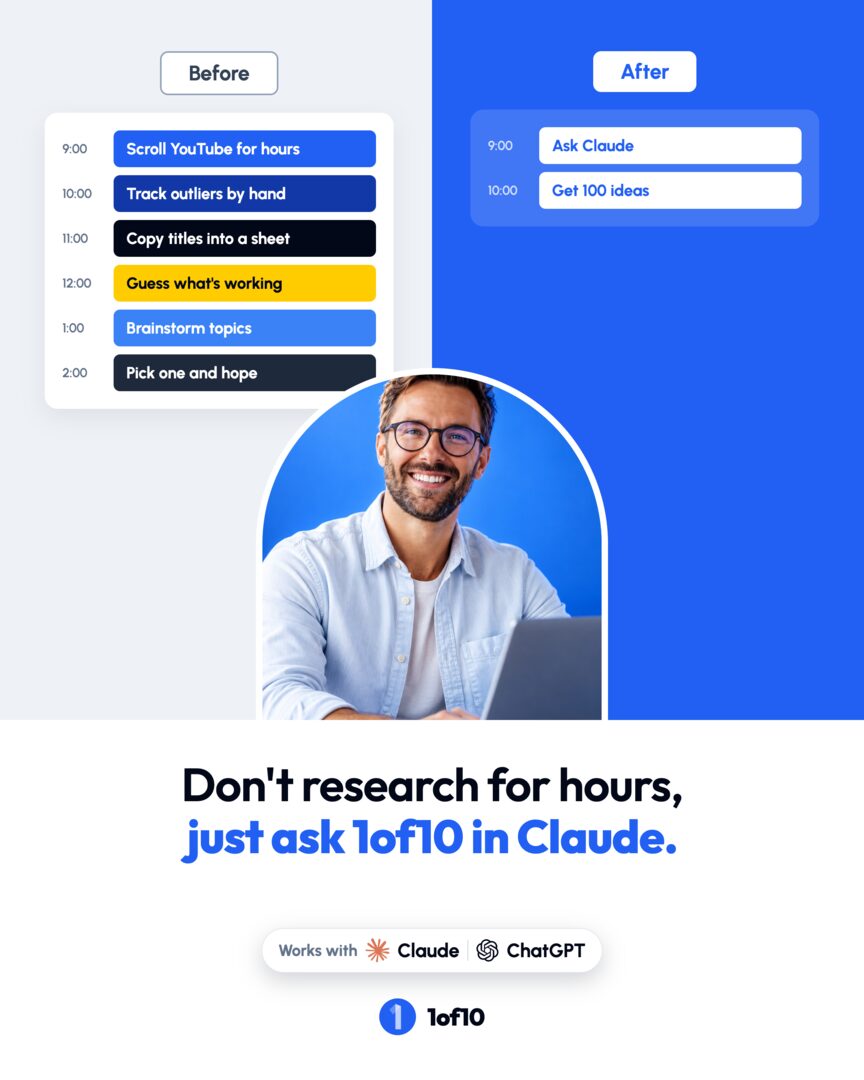 Before
9:00 Scroll YouTube for hours
10:00 Track outliers by hand
11:00 Copy titles into a sheet
12:00 Guess what's working
1:00 Brainstorm topics
2:00 Pick one and hope
After
9:00 Ask Claude
10:00 Get 100 ideas
Don't research for hours,
just ask 1of10 in Claude.
Works with Claude ChatGPT
1 1of10